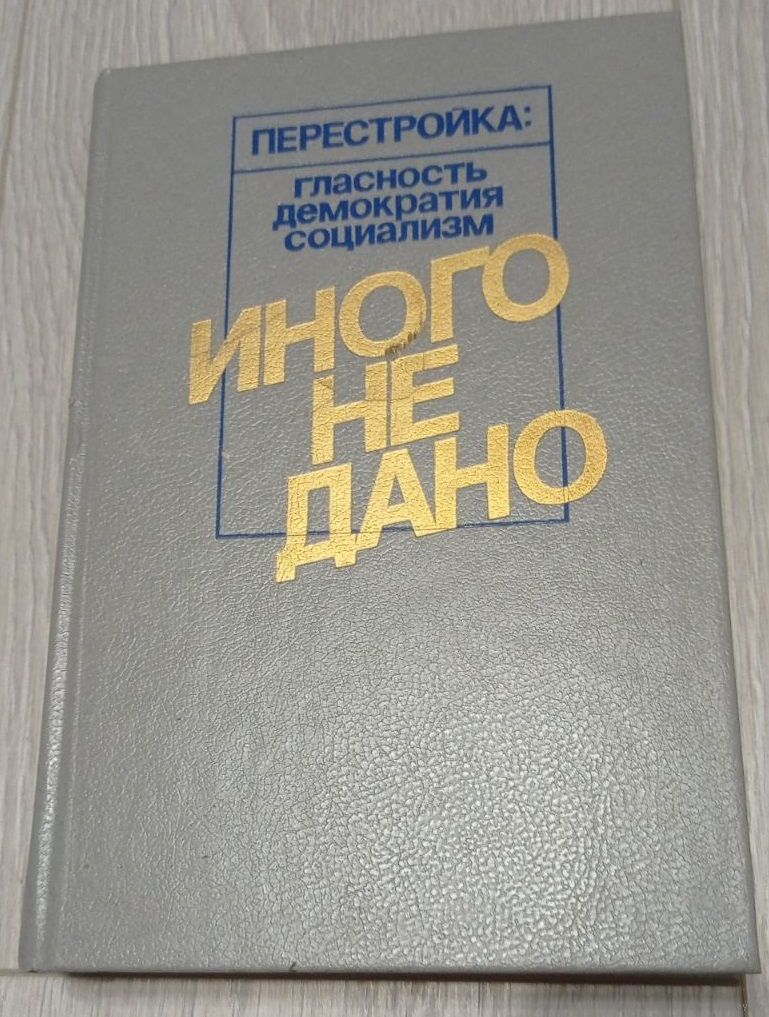 ПЕРЕСТРОЙКА:
гласность
демократия
социализм
ИНОГО
НЕ
ДАНО